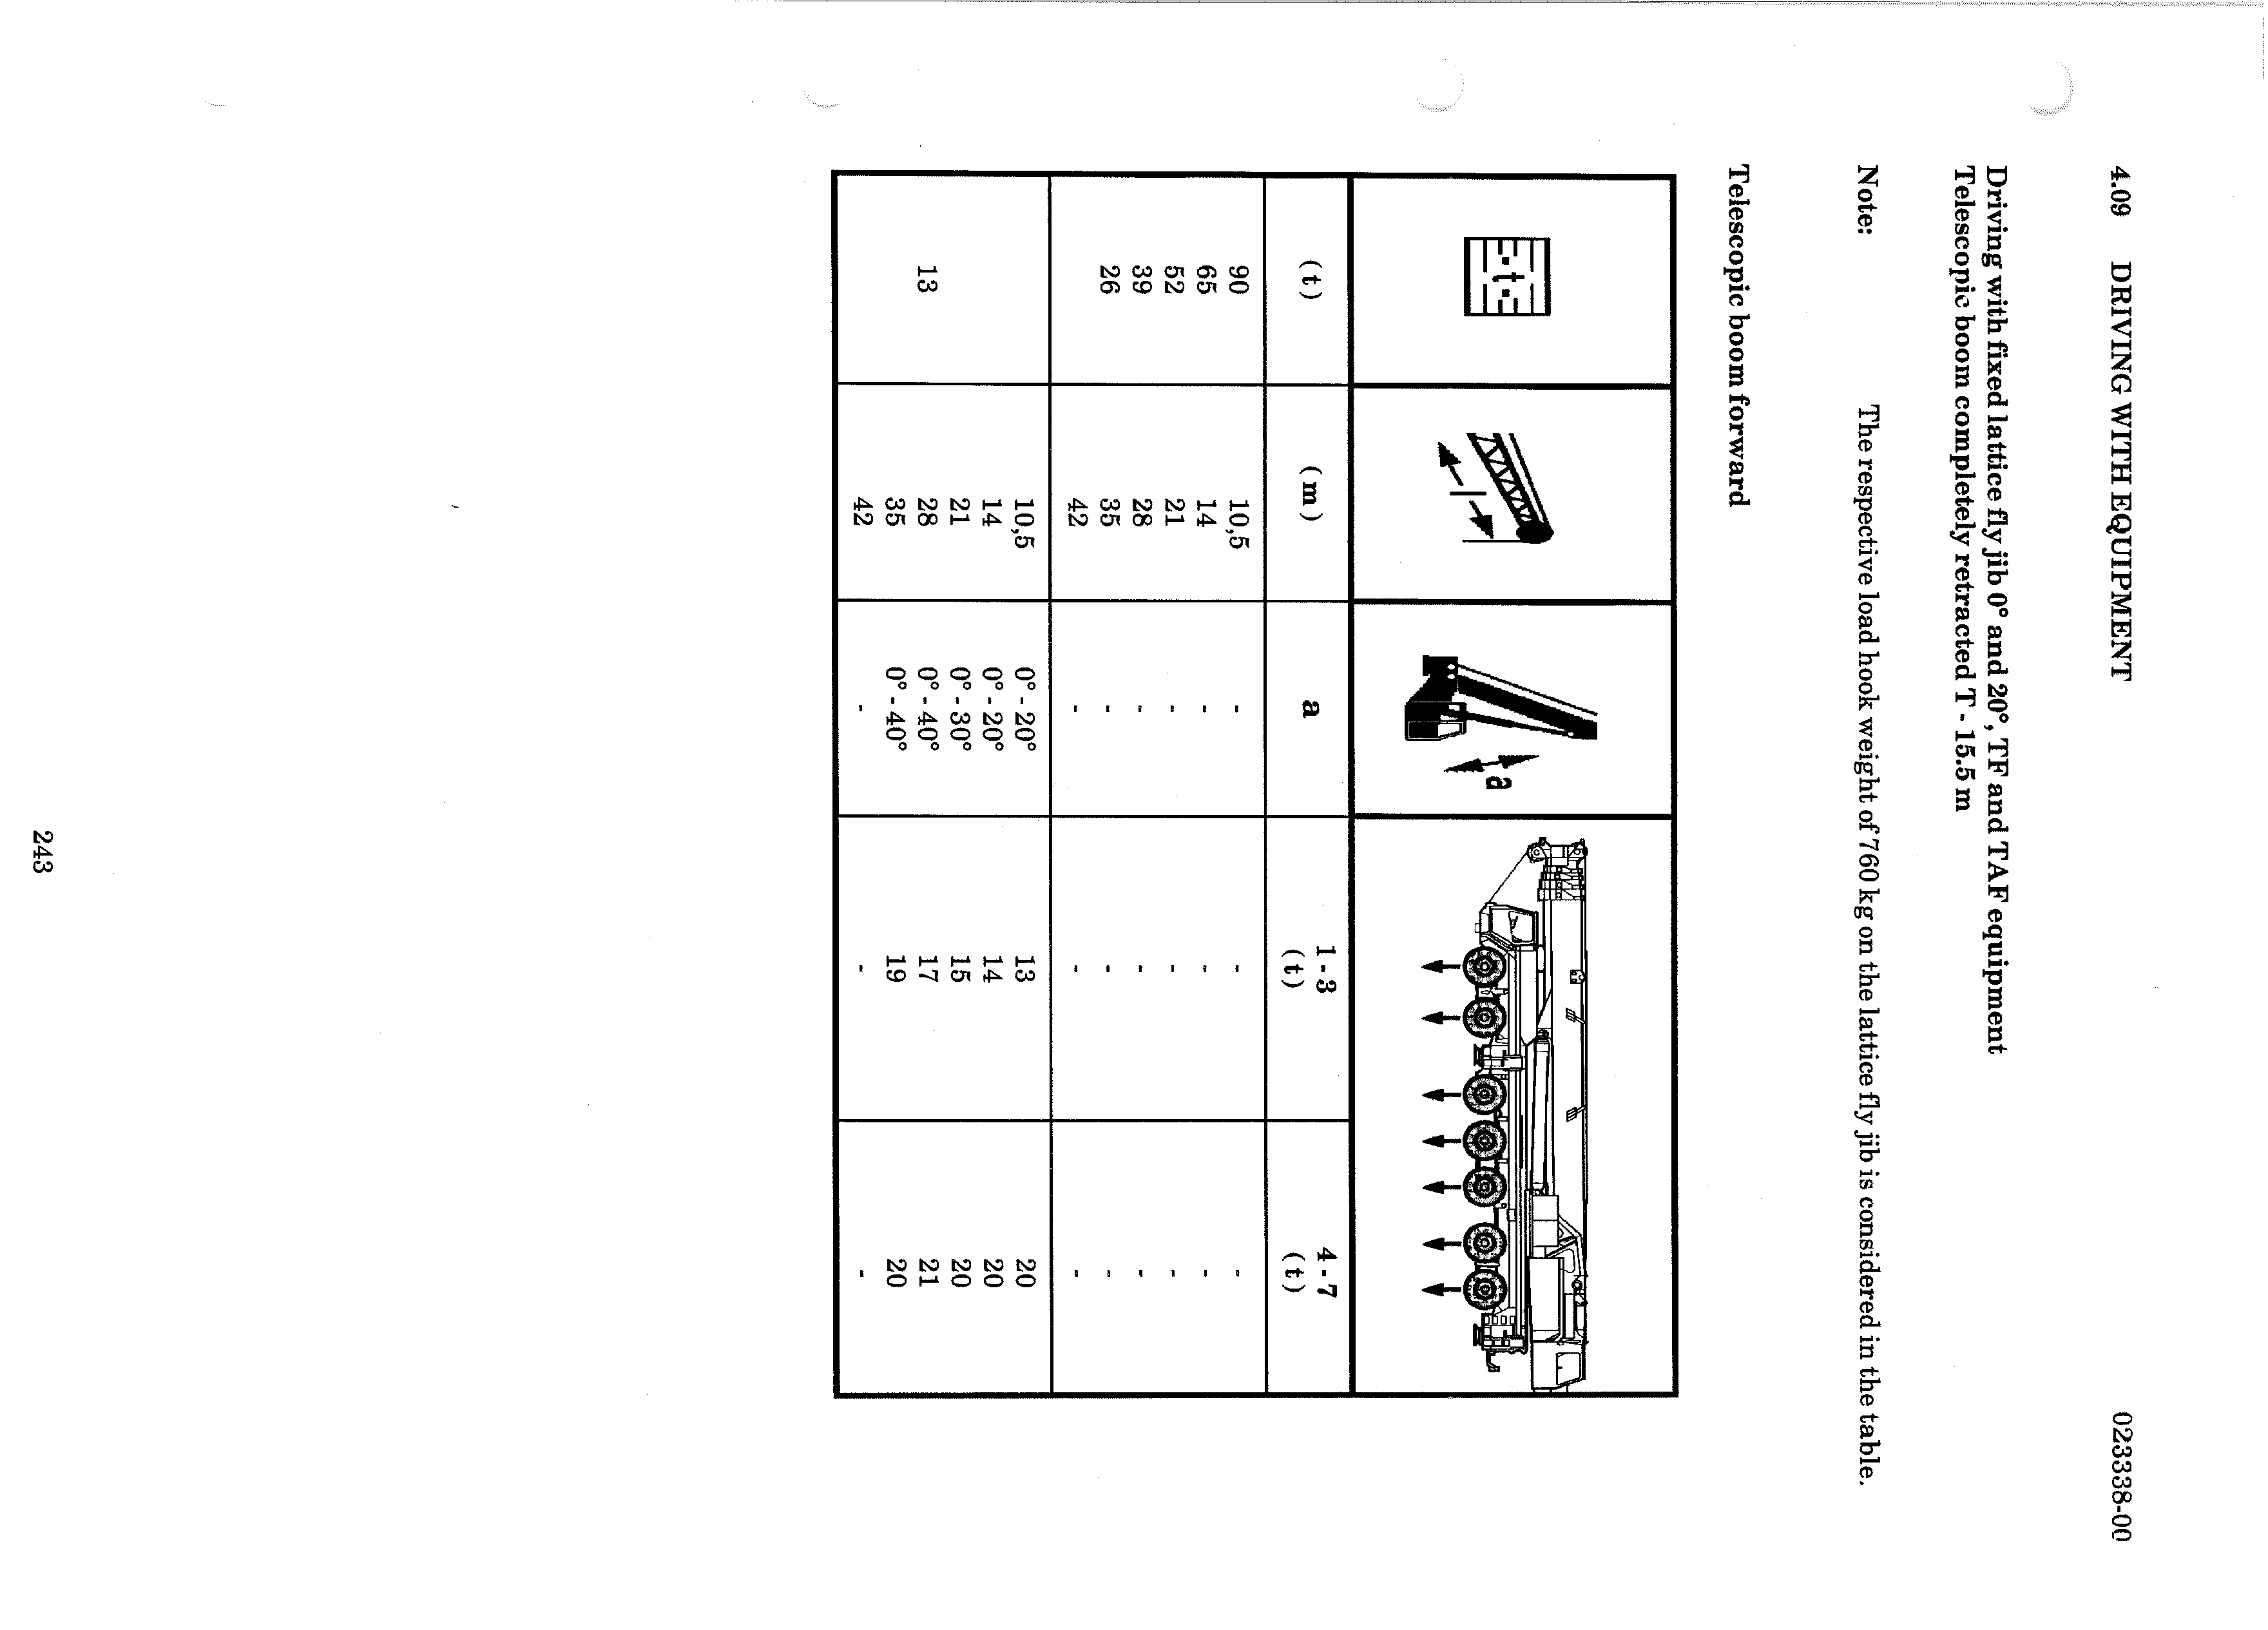 4.09 DRIVING WITH EQUIPMENT 023338-00
Driving with fixed lattice fly jib 0° and 20°, TF and TAF equipment
Telescopic boom completely retracted T - 15.5 m
Note: The respective load hook weight of 760 kg on the lattice fly jib is considered in the table.
Telescopic boom forward
t
l
a
(t) (m) a 1 - 3 (t) 4 - 7 (t)
90 10,5 - - -
65 14 - - -
52 21 - - -
39 28 - - -
26 35 - - -
42 - - -
10,5 0° - 20° 13 20
14 0° - 20° 14 20
21 0° - 30° 15 20
13 28 0° - 40° 17 21
35 0° - 40° 19 20
42 - - -
243